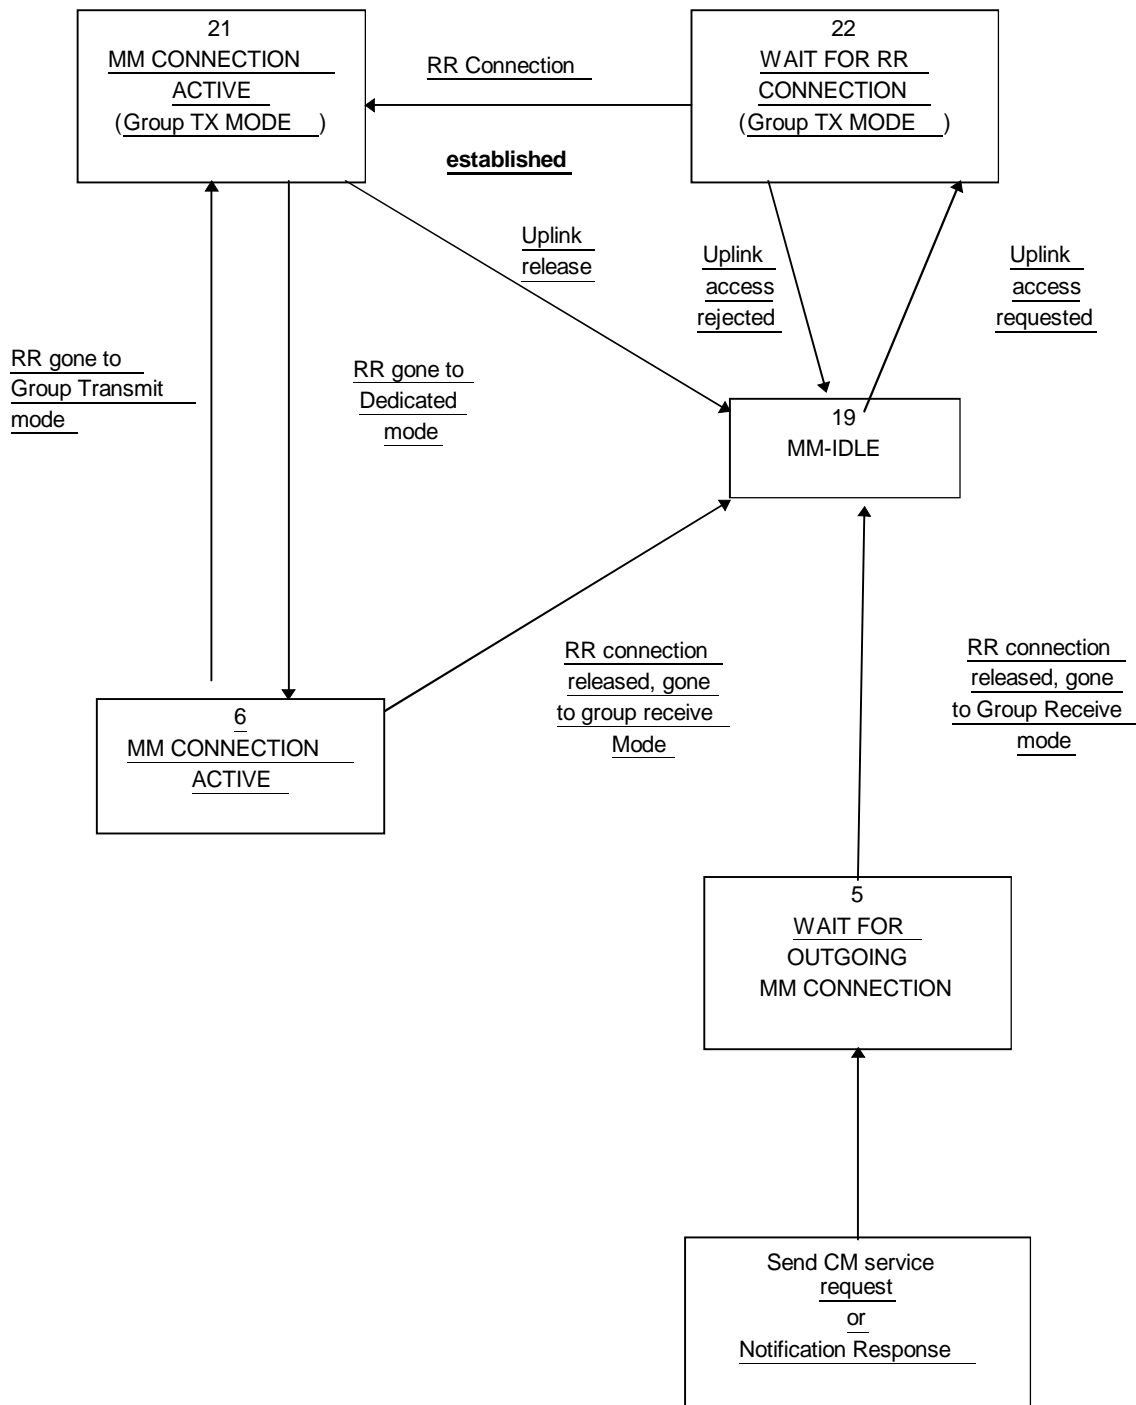 21
MM CONNECTION
ACTIVE
(Group TX MODE )
22
WAIT FOR RR
CONNECTION
(Group TX MODE )
RR Connection
established
Uplink
release
Uplink
access
rejected
Uplink
access
requested
RR gone to
Group Transmit
mode
RR gone to
Dedicated
mode
19
MM-IDLE
RR connection
released, gone
to group receive
Mode
RR connection
released, gone
to Group Receive
mode
6
MM CONNECTION
ACTIVE
5
WAIT FOR
OUTGOING
MM CONNECTION
Send CM service
request
or
Notification Response